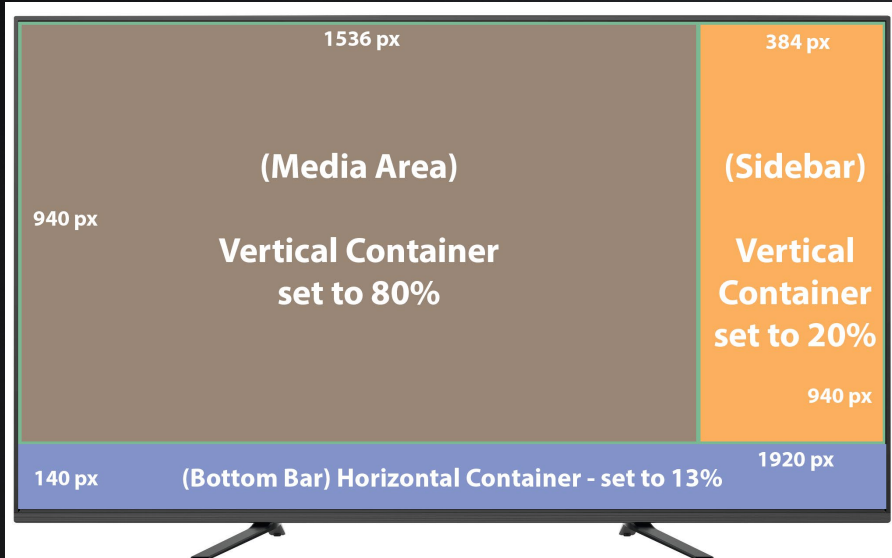 1536 px
384 px
(Media Area)
(Sidebar)
940 px
Vertical Container
set to 80%
Vertical
Container
set to 20%
940 px
1920 px
140 px
(Bottom Bar) Horizontal Container - set to 13%